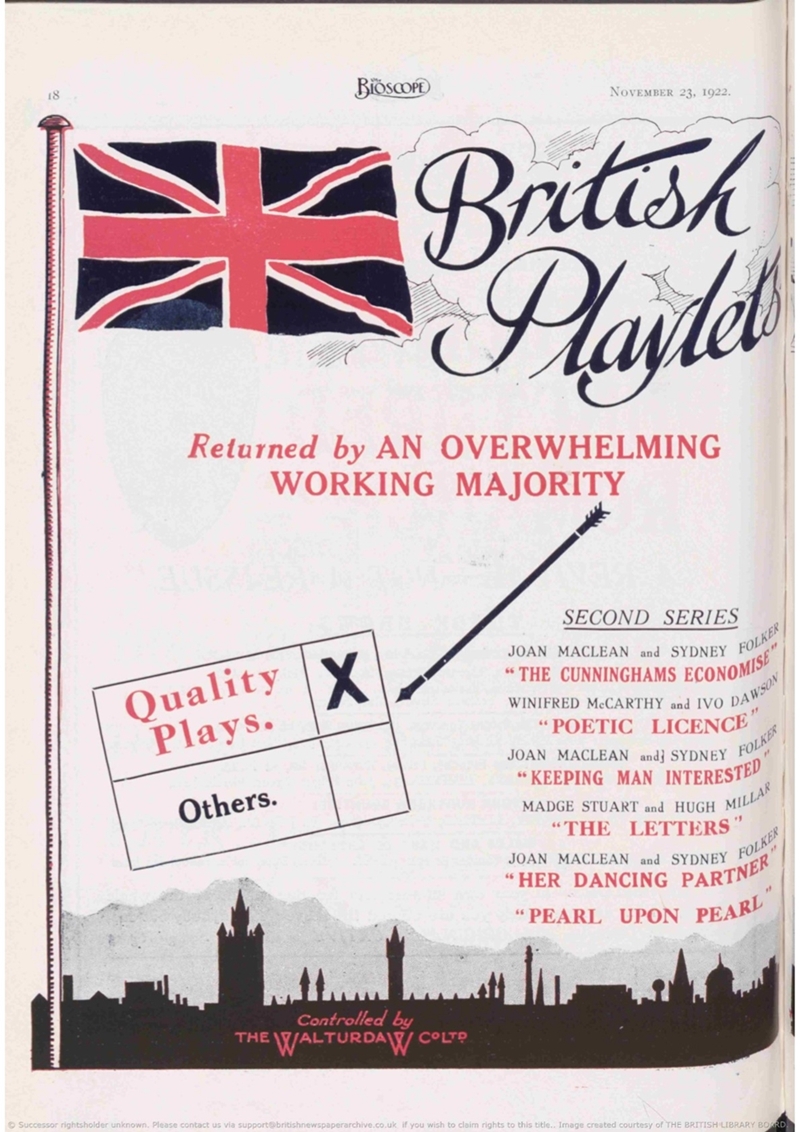 18
The BIOSCOPE
NOVEMBER 23, 1922.
British
Playlets
Returned by AN OVERWHELMING
WORKING MAJORITY
Quality
Plays.
X
Others.
SECOND SERIES
JOAN MACLEAN and SYDNEY FOLKER
"THE CUNNINGHAMS ECONOMISE"
WINIFRED McCARTHY and IVO DAWSON
"POETIC LICENCE"
JOAN MACLEAN and SYDNEY FOLKER
"KEEPING MAN INTERESTED"
MADGE STUART and HUGH MILLAR
"THE LETTERS"
JOAN MACLEAN and SYDNEY FOLKER
"HER DANCING PARTNER"
"PEARL UPON PEARL"
Controlled by
THE WALTURDAW CO LTD
© Successor rightsholder unknown. Please contact us via support@britishnewspaperarchive.co.uk if you wish to claim rights to this title.. Image created courtesy of THE BRITISH LIBRARY BOARD.